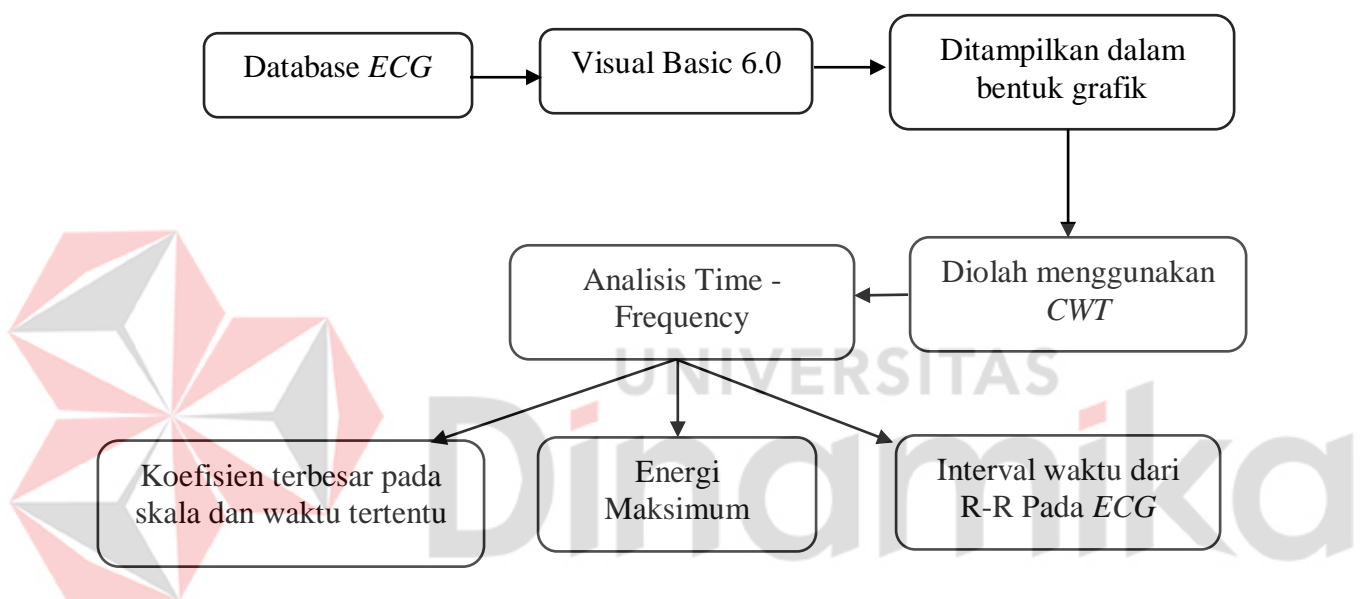 Database ECG
Visual Basic 6.0
Ditampilkan dalam
bentuk grafik
Diolah menggunakan
CWT
Analisis Time -
Frequency
UNIVERSITAS
Dinamika
Koefisien terbesar pada
skala dan waktu tertentu
Energi
Maksimum
Interval waktu dari
R-R Pada ECG